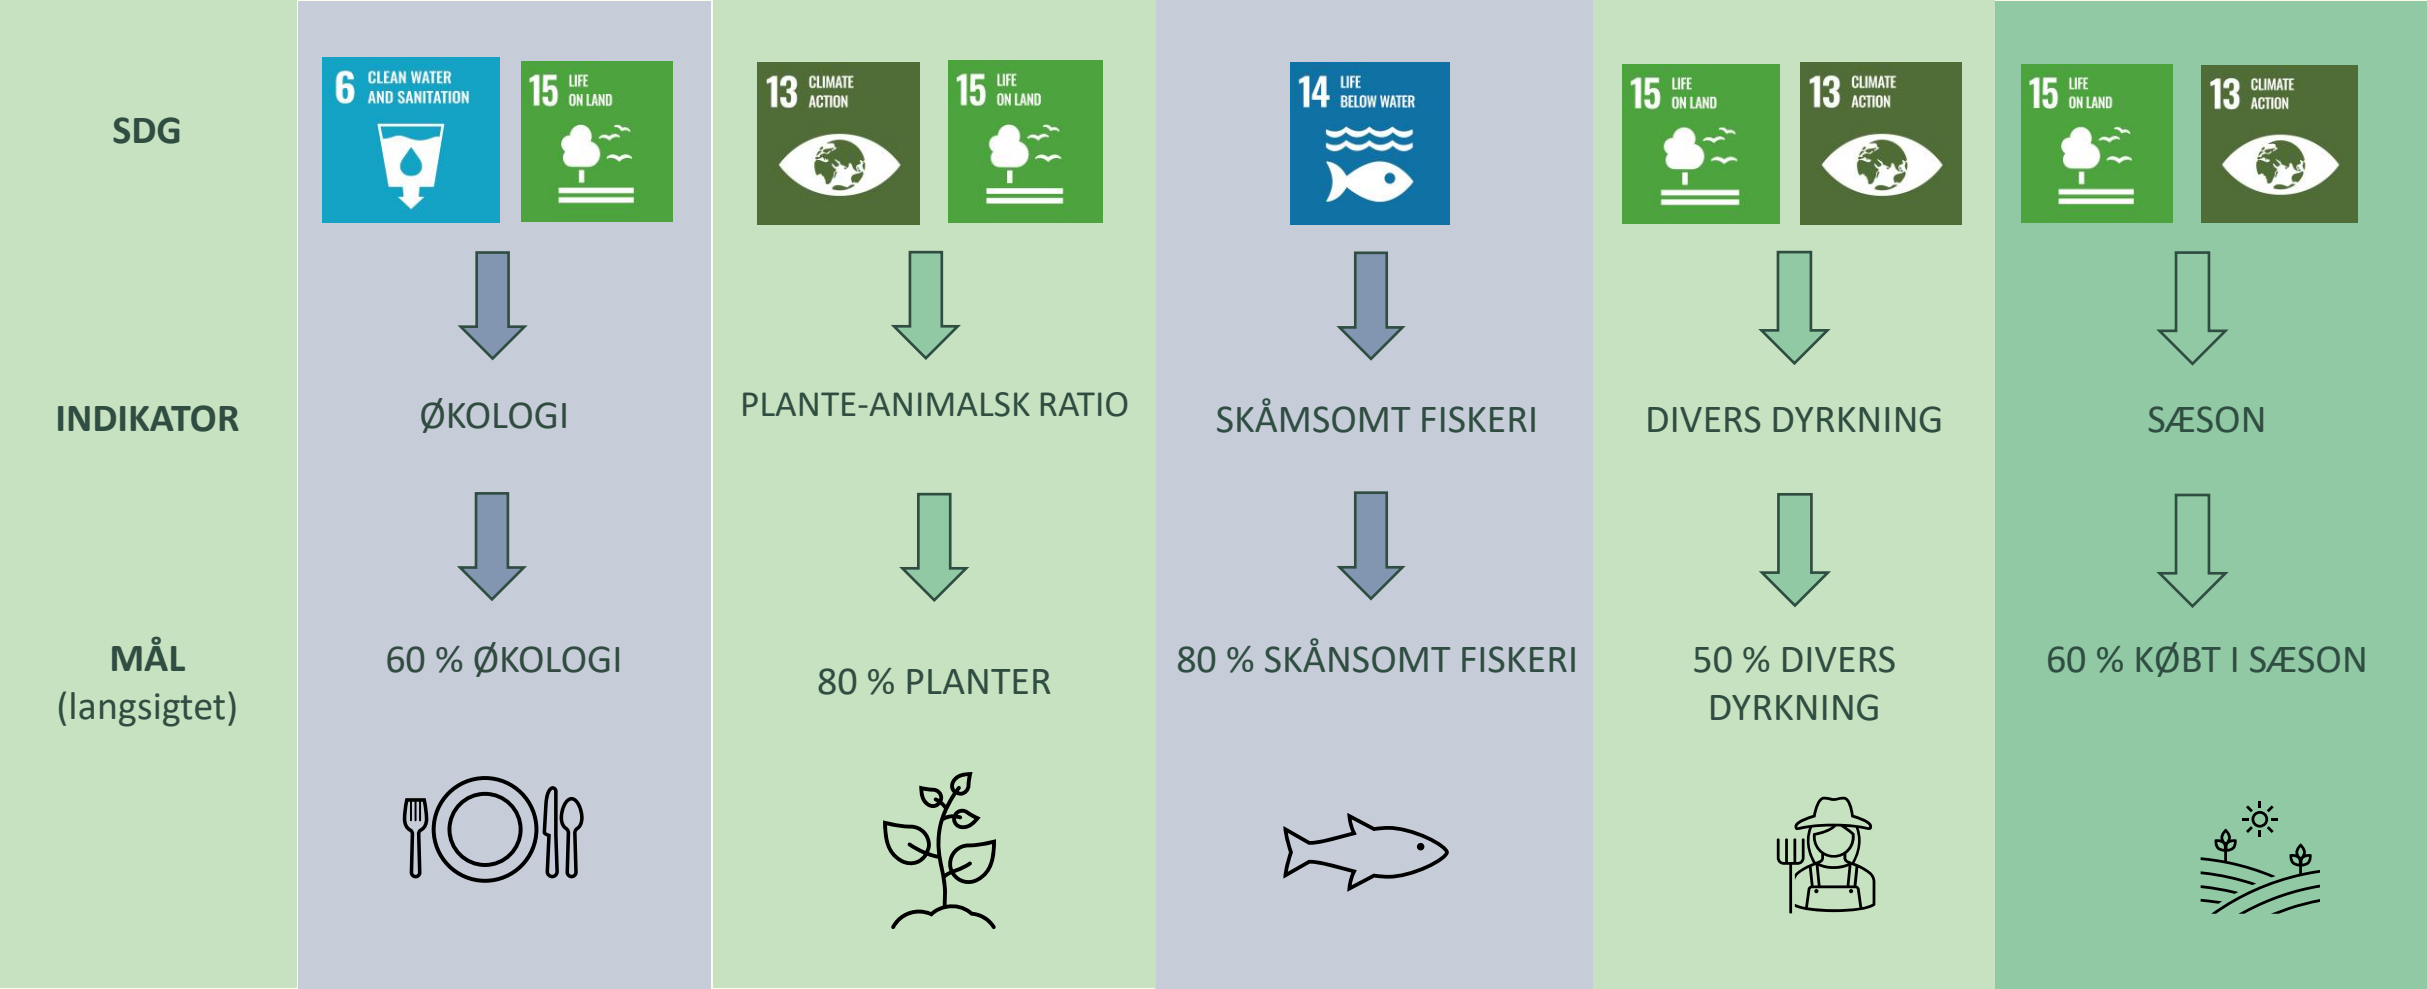 SDG
6 CLEAN WATER
AND SANITATION
15 LIFE
ON LAND
13 CLIMATE
ACTION
15 LIFE
ON LAND
14 LIFE
BELOW WATER
15 LIFE
ON LAND
13 CLIMATE
ACTION
15 LIFE
ON LAND
13 CLIMATE
ACTION
INDIKATOR
ØKOLOGI
PLANTE-ANIMALSK RATIO
SKÅMSOMT FISKERI
DIVERS DYRKNING
SÆSON
MÅL
(langsigtet)
60 % ØKOLOGI
80 % PLANTER
80 % SKÅNSOMT FISKERI
50 % DIVERS
DYRKNING
60 % KØBT I SÆSON